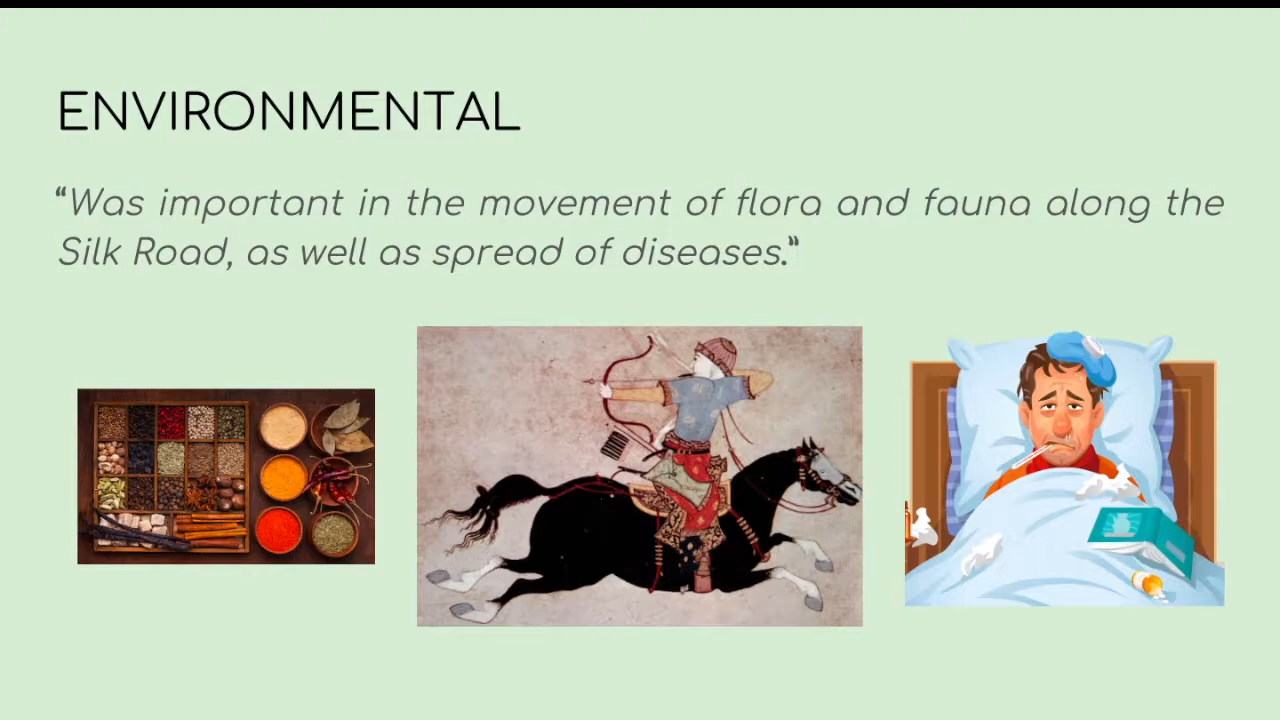 ENVIRONMENTAL
“Was important in the movement of flora and fauna along the
Silk Road, as well as spread of diseases.”